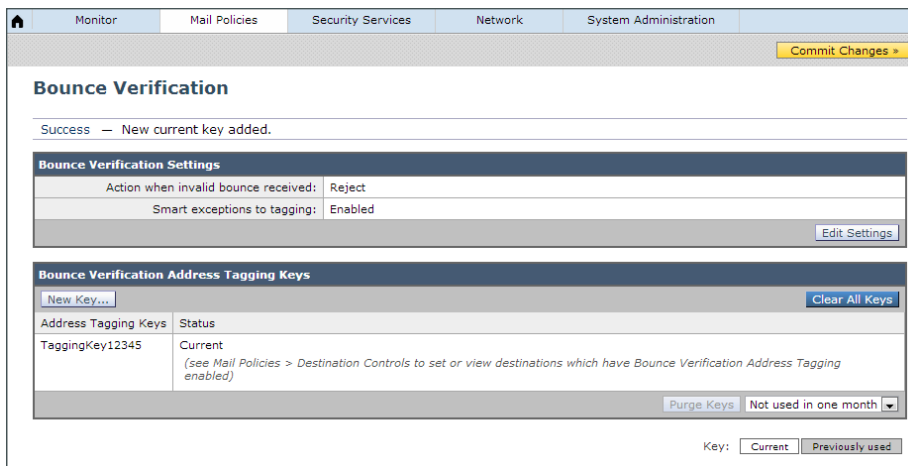 Monitor Mail Policies Security Services Network System Administration
Commit Changes »
Bounce Verification
Success — New current key added.
Bounce Verification Settings
Action when invalid bounce received: Reject
Smart exceptions to tagging: Enabled
Edit Settings
Bounce Verification Address Tagging Keys
New Key... Clear All Keys
Address Tagging Keys Status
TaggingKey12345 Current
(see Mail Policies > Destination Controls to set or view destinations which have Bounce Verification Address Tagging
enabled)
Purge Keys Not used in one month
Key: Current Previously used